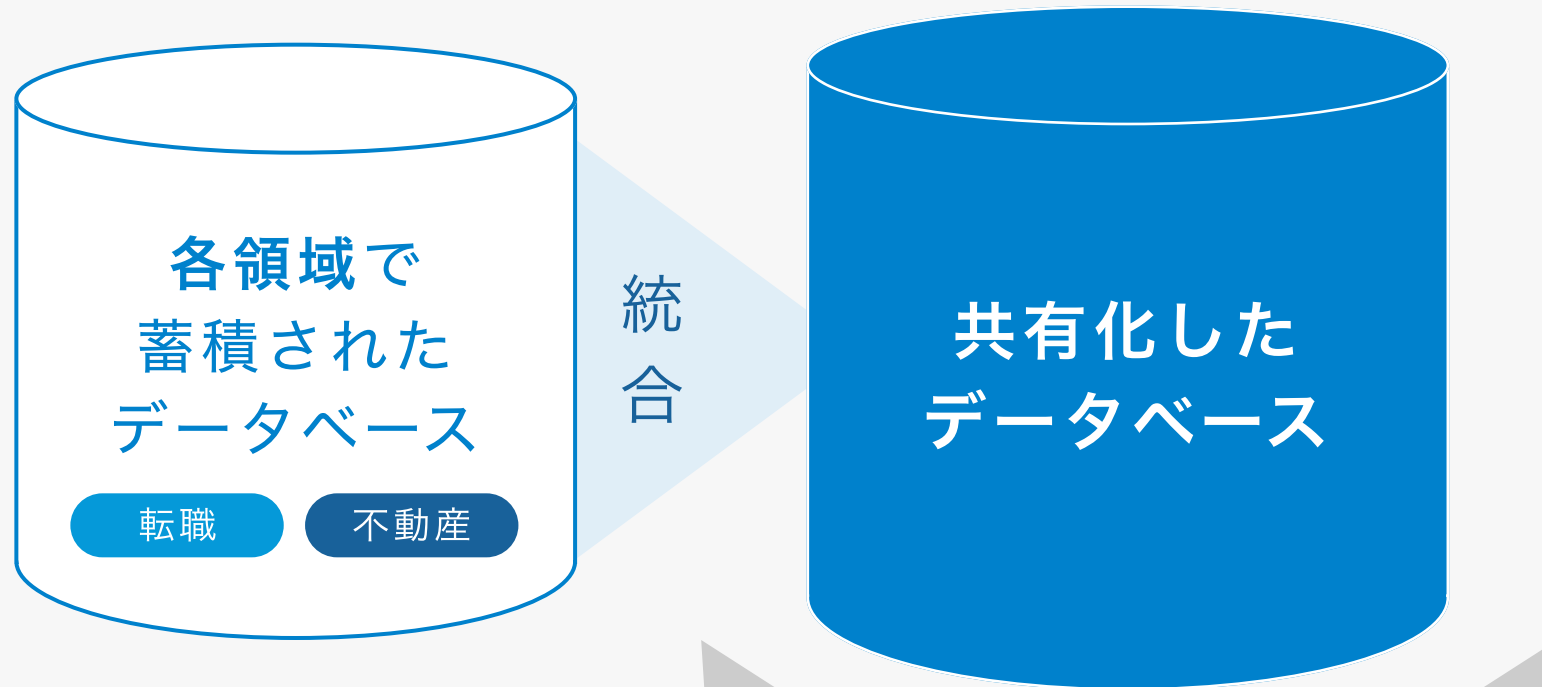 各領域で
蓄積された
データベース
転職
不動産
統
合
共有化した
データベース